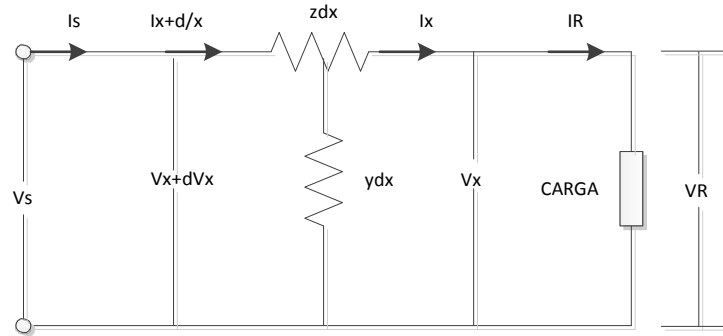 Is
Ix+d/x
zdx
Ix
IR
Vs
Vx+dVx
ydx
Vx
CARGA
VR